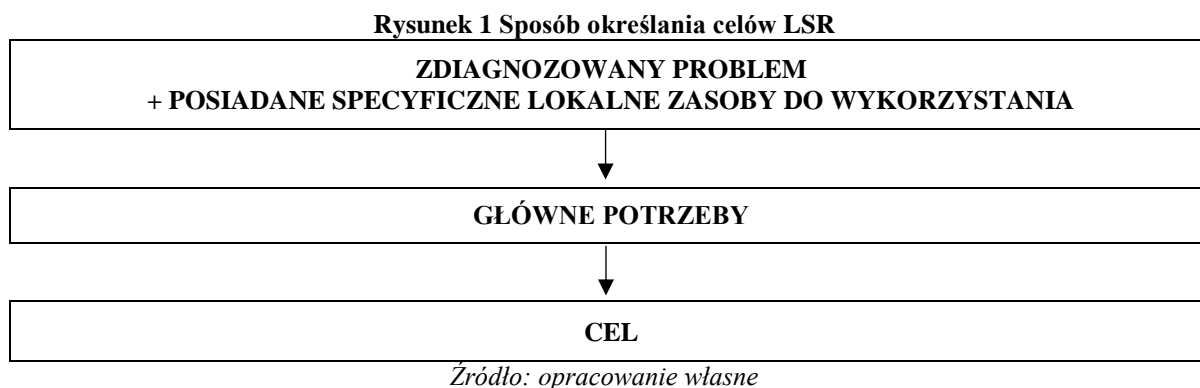 Rysunek 1 Sposób określania celów LSR
ZDIAGNOZOWANY PROBLEM
+ POSIADANE SPECYFICZNE LOKALNE ZASOBY DO WYKORZYSTANIA
GŁÓWNE POTRZEBY
CEL
Źródło: opracowanie własne